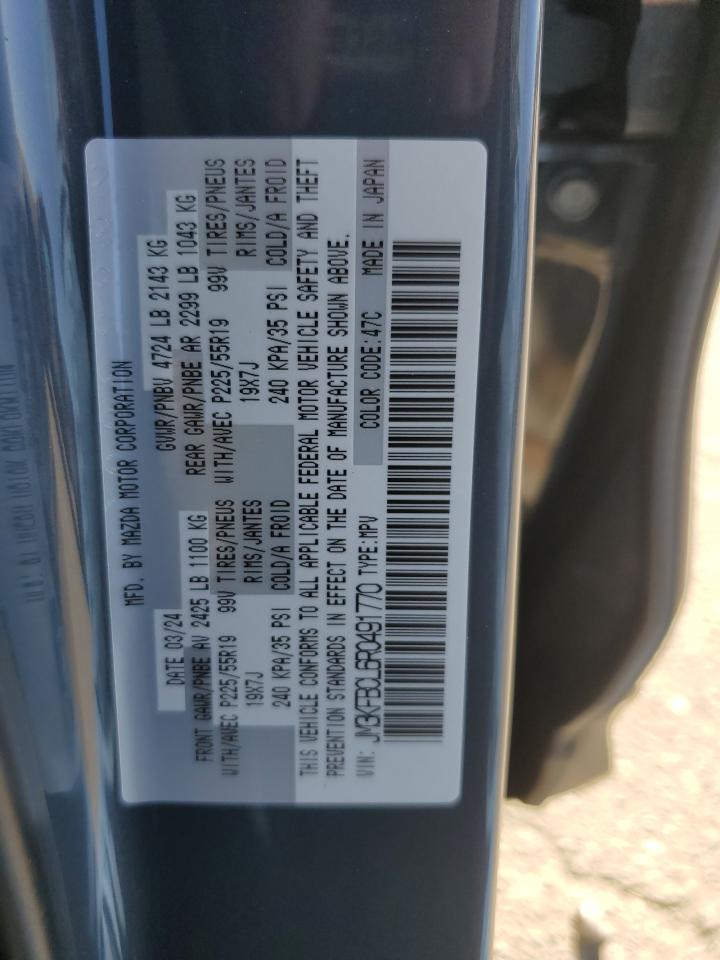 MFD. BY MAZDA MOTOR CORPORATION
DATE 03/24 GVWR/PNBV 4724 LB 2143 KG
FRONT GAWR/PNBE AV 2425 LB 1100 KG REAR GAWR/PNBE AR 2299 LB 1043 KG
WITH/AVEC P225/55R19 99V TIRES/PNEUS WITH/AVEC P225/55R19 99V TIRES/PNEUS
19X7J RIMS/JANTES 19X7J RIMS/JANTES
240 KPA/35 PSI COLD/A FROID 240 KPA/35 PSI COLD/A FROID
THIS VEHICLE CONFORMS TO ALL APPLICABLE FEDERAL MOTOR VEHICLE SAFETY AND THEFT
PREVENTION STANDARDS IN EFFECT ON THE DATE OF MANUFACTURE SHOWN ABOVE.
VIN: JM3KFBCL6R0491770 TYPE:MPV COLOR CODE:47C MADE IN JAPAN